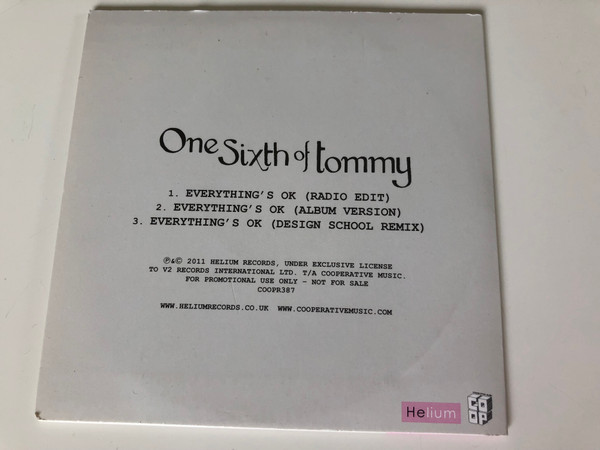 One Sixth of tommy
1. EVERYTHING'S OK (RADIO EDIT)
2. EVERYTHING'S OK (ALBUM VERSION)
3. EVERYTHING'S OK (DESIGN SCHOOL REMIX)
℗&© 2011 HELIUM RECORDS, UNDER EXCLUSIVE LICENSE
TO V2 RECORDS INTERNATIONAL LTD. T/A COOPERATIVE MUSIC.
FOR PROMOTIONAL USE ONLY - NOT FOR SALE
COOPR387
WWW.HELIUMRECORDS.CO.UK WWW.COOPERATIVEMUSIC.COM
Helium
CO
OP